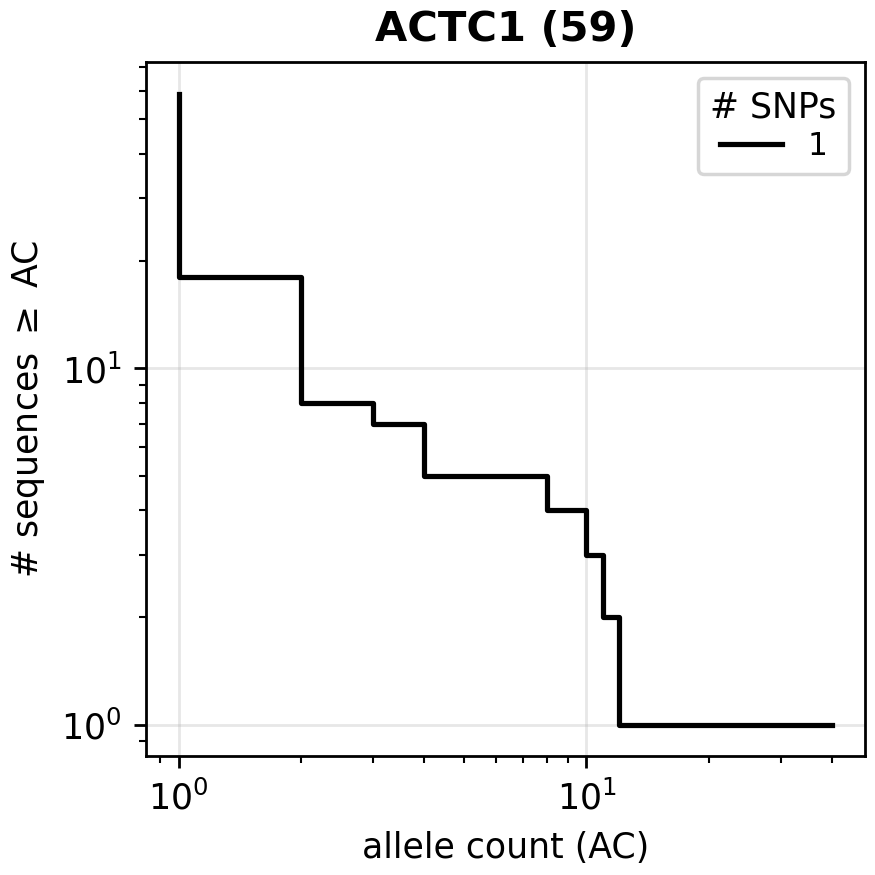 ACTC1 (59)
# SNPs
1
# sequences ≥ AC
10¹
10⁰
10⁰
10¹
allele count (AC)